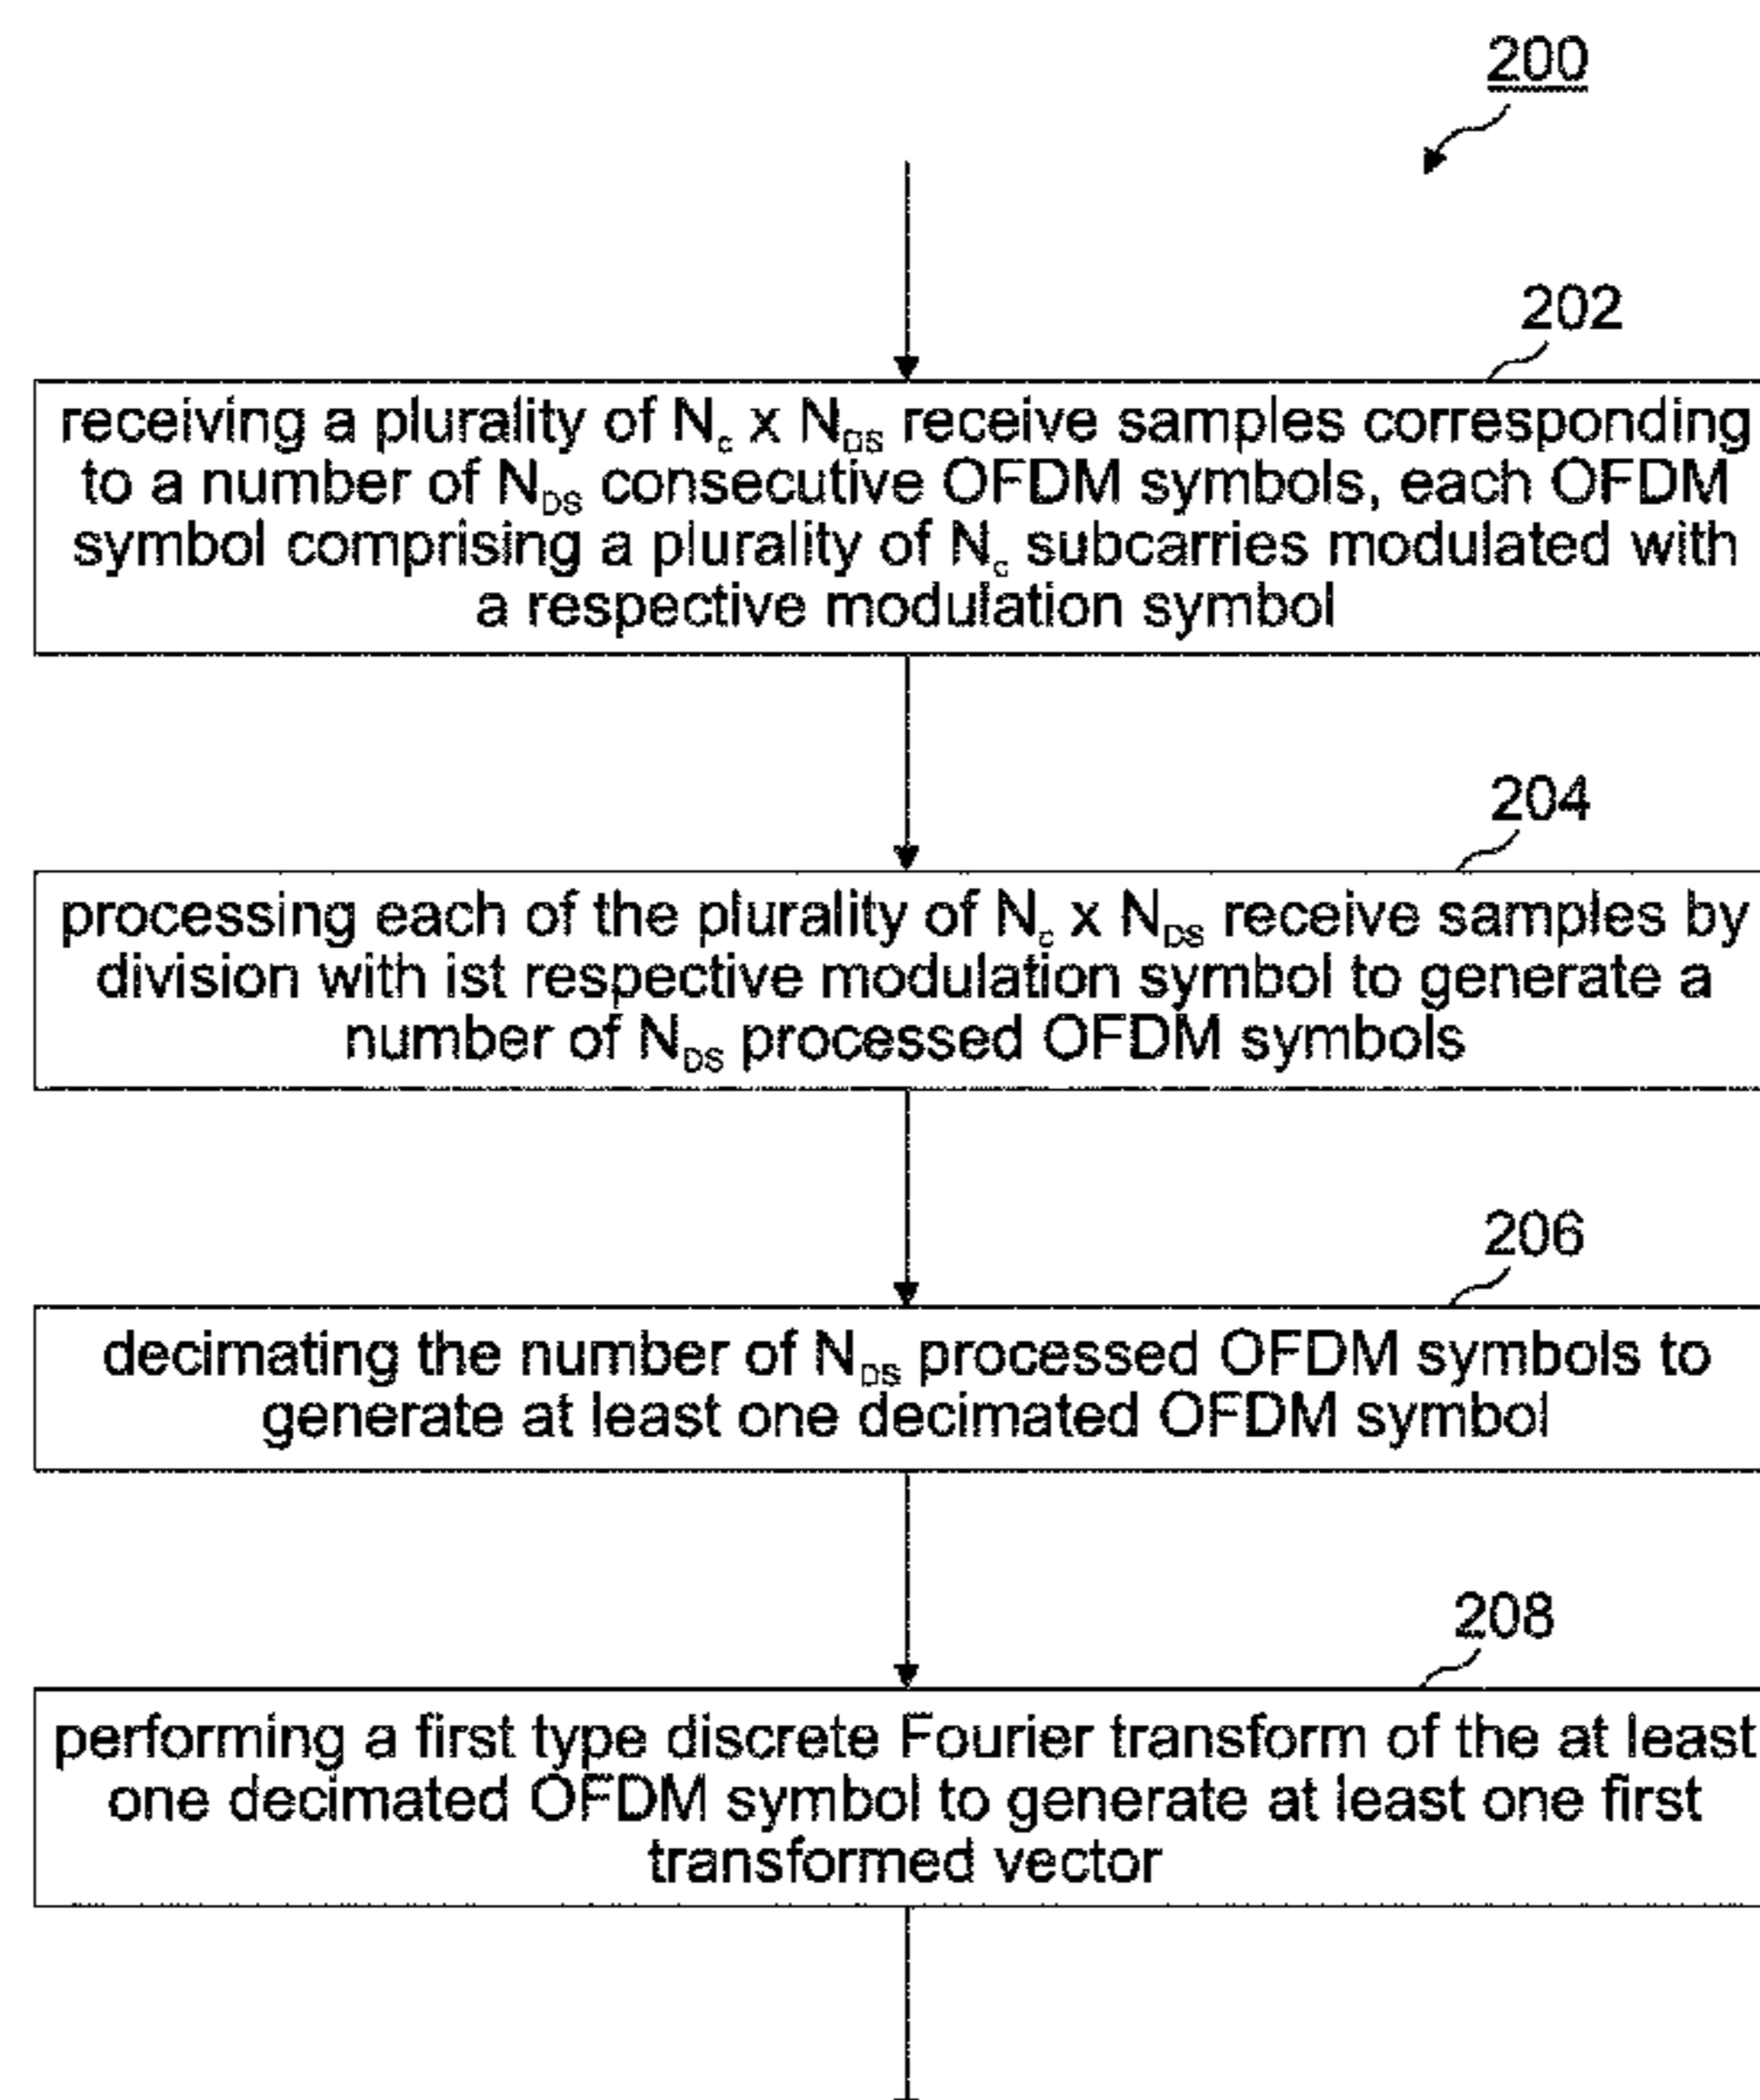 200
202
receiving a plurality of Nc x NDS receive samples corresponding
to a number of NDS consecutive OFDM symbols, each OFDM
symbol comprising a plurality of Nc subcarries modulated with
a respective modulation symbol
204
processing each of the plurality of Nc x NDS receive samples by
division with ist respective modulation symbol to generate a
number of NDS processed OFDM symbols
206
decimating the number of NDS processed OFDM symbols to
generate at least one decimated OFDM symbol
208
performing a first type discrete Fourier transform of the at least
one decimated OFDM symbol to generate at least one first
transformed vector